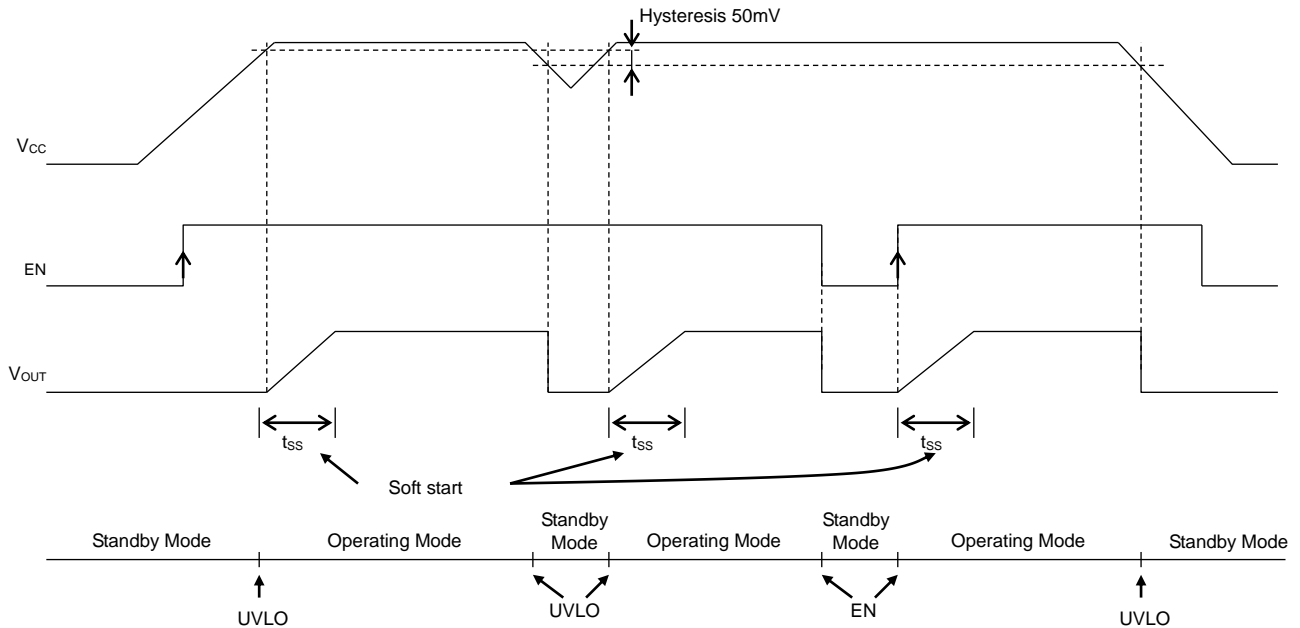 Hysteresis 50mV
VCC
EN
VOUT
tSS
tSS
tSS
Soft start
Standby Mode
Operating Mode
Standby
Mode
Operating Mode
Standby
Mode
Operating Mode
Standby Mode
UVLO
UVLO
EN
UVLO